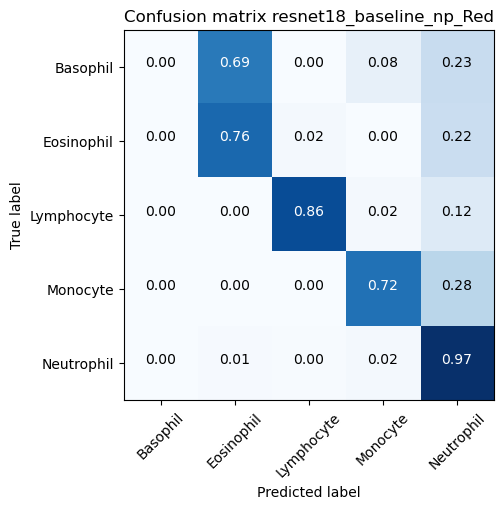 Confusion matrix resnet18_baseline_np_Red
True label
Basophil 0.00 0.69 0.00 0.08 0.23
Eosinophil 0.00 0.76 0.02 0.00 0.22
Lymphocyte 0.00 0.00 0.86 0.02 0.12
Monocyte 0.00 0.00 0.00 0.72 0.28
Neutrophil 0.00 0.01 0.00 0.02 0.97
Basophil Eosinophil Lymphocyte Monocyte Neutrophil
Predicted label